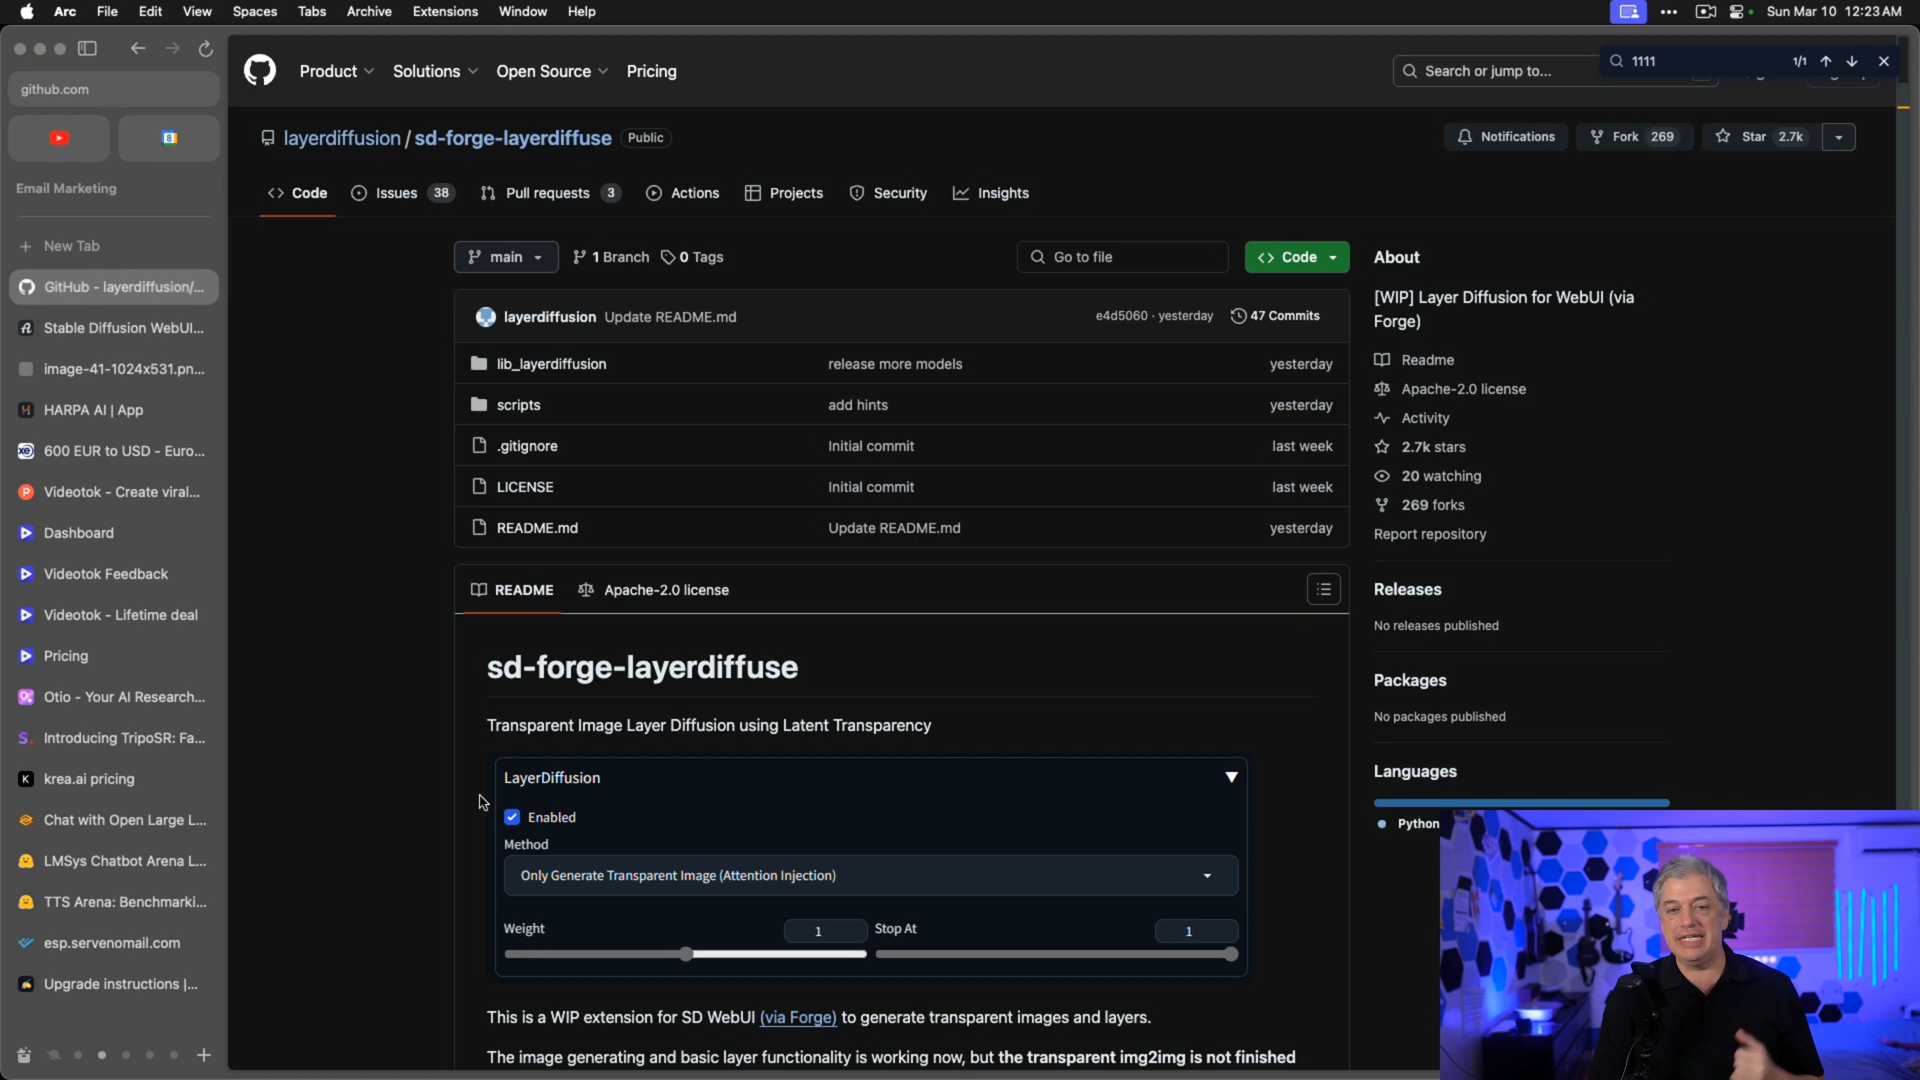 Arc File Edit View Spaces Tabs Archive Extensions Window Help
Sun Mar 10 12:23 AM
github.com
Email Marketing
New Tab
GitHub - layerdiffusion/...
Stable Diffusion WebUI...
image-41-1024x531.pn...
HARPA AI | App
600 EUR to USD - Euro...
Videotok - Create viral...
Dashboard
Videotok Feedback
Videotok - Lifetime deal
Pricing
Otio - Your AI Research...
Introducing TripoSR: Fa...
krea.ai pricing
Chat with Open Large L...
LMSys Chatbot Arena L...
TTS Arena: Benchmarki...
esp.servenomail.com
Upgrade instructions |...
Product Solutions Open Source Pricing
Search or jump to...
1111 1/1
layerdiffusion / sd-forge-layerdiffuse Public
Notifications Fork 269 Star 2.7k
Code Issues 38 Pull requests 3 Actions Projects Security Insights
main 1 Branch 0 Tags Go to file Code
layerdiffusion Update README.md e4d5060 · yesterday 47 Commits
lib_layerdiffusion release more models yesterday
scripts add hints yesterday
.gitignore Initial commit last week
LICENSE Initial commit last week
README.md Update README.md yesterday
README Apache-2.0 license
sd-forge-layerdiffuse
Transparent Image Layer Diffusion using Latent Transparency
LayerDiffusion
Enabled
Method
Only Generate Transparent Image (Attention Injection)
Weight 1 Stop At 1
This is a WIP extension for SD WebUI (via Forge) to generate transparent images and layers.
The image generating and basic layer functionality is working now, but the transparent img2img is not finished
About
[WIP] Layer Diffusion for WebUI (via
Forge)
Readme
Apache-2.0 license
Activity
2.7k stars
20 watching
269 forks
Report repository
Releases
No releases published
Packages
No packages published
Languages
Python